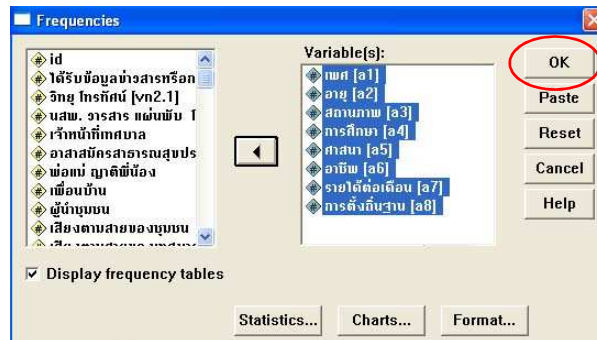 Frequencies
id
ได้รับข้อมูลข่าวสารหรือก
วิทยุ โทรทัศน์ [vn2.1]
นสพ. วารสาร แผ่นพับ
เจ้าหน้าที่เทศบาล
อาสาสมัครสาธารณสุขปร
พ่อแม่ ญาติพี่น้อง
เพื่อนบ้าน
ผู้นำชุมชน
เสียงตามสายของชุมชน
Variable(s):
เพศ [a1]
อายุ [a2]
สถานภาพ [a3]
การศึกษา [a4]
ศาสนา [a5]
อาชีพ [a6]
รายได้ต่อเดือน [a7]
การตั้งถิ่นฐาน [a8]
OK
Paste
Reset
Cancel
Help
Display frequency tables
Statistics...
Charts...
Format...